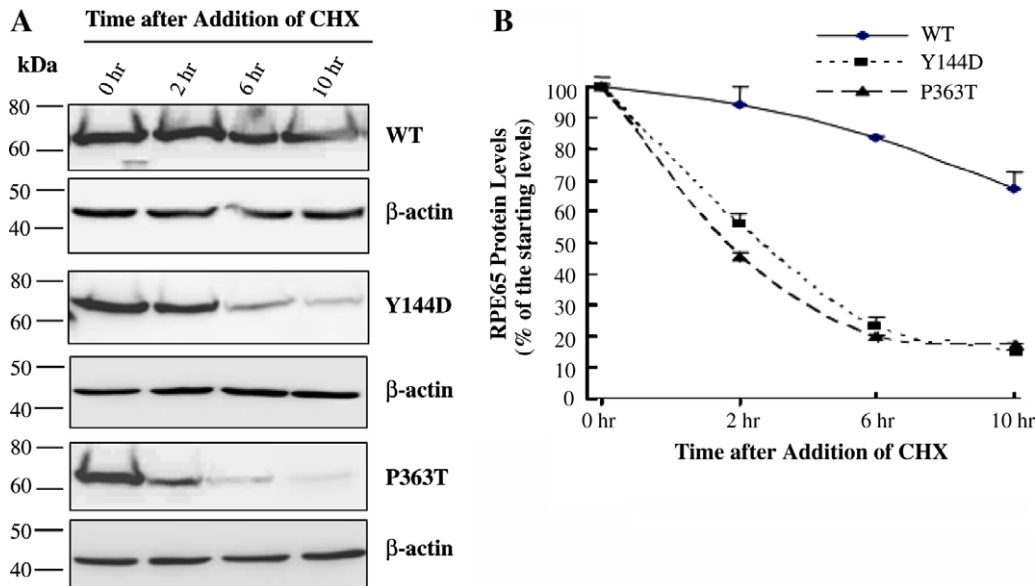 A
Time after Addition of CHX
kDa
0 hr 2 hr 6 hr 10 hr
80
60
WT
50
40
β-actin
80
60
Y144D
50
40
β-actin
80
60
P363T
50
40
β-actin
B
WT
Y144D
P363T
RPE65 Protein Levels
(% of the starting levels)
100
90
80
70
60
50
40
30
20
10
0
0 hr 2 hr 6 hr 10 hr
Time after Addition of CHX